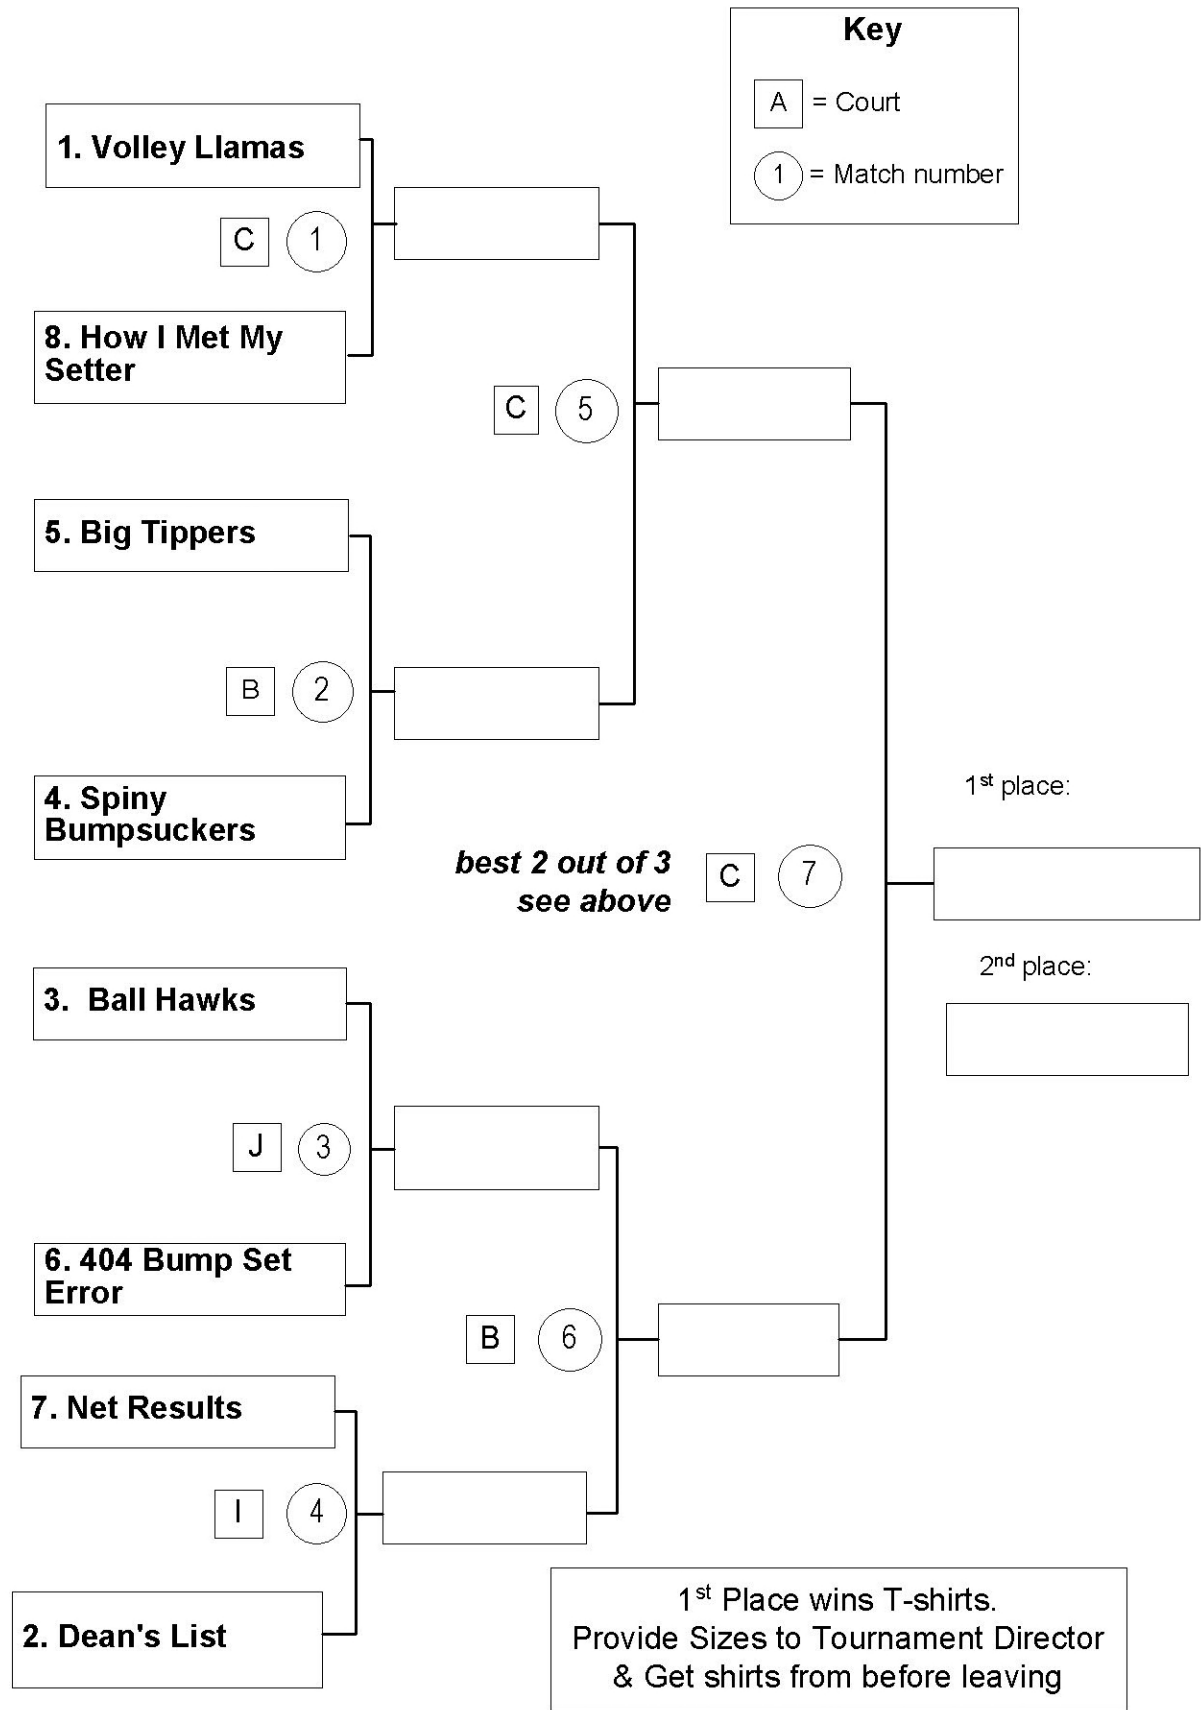 Key
A = Court
1 = Match number
1. Volley Llamas
C 1
8. How I Met My
Setter
C 5
5. Big Tippers
B 2
4. Spiny
Bumpsuckers
1st place:
best 2 out of 3
see above
C 7
2nd place:
3. Ball Hawks
J 3
6. 404 Bump Set
Error
B 6
7. Net Results
I 4
2. Dean's List
1st Place wins T-shirts.
Provide Sizes to Tournament Director
& Get shirts from before leaving